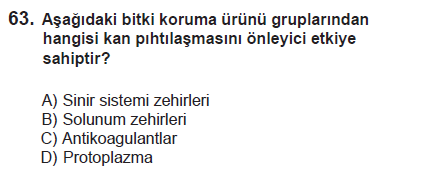 63. Aşağıdaki bitki koruma ürünü gruplarından
hangisi kan pıhtılaşmasını önleyici etkiye
sahiptir?
A) Sinir sistemi zehirleri
B) Solunum zehirleri
C) Antikoagulantlar
D) Protoplazma